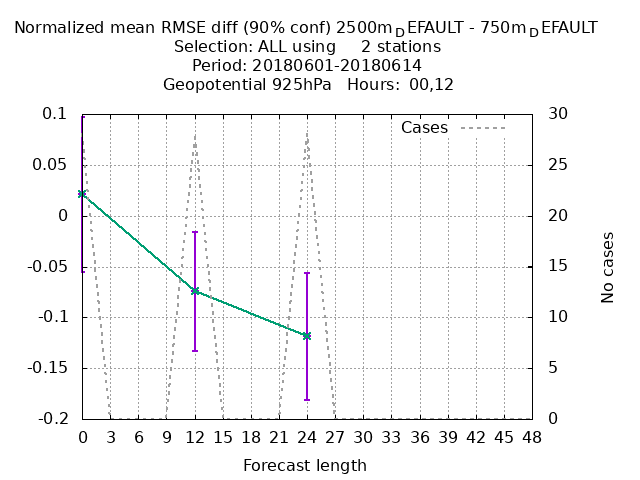 Normalized mean RMSE diff (90% conf) 2500m_DEFAULT - 750m_DEFAULT
Selection: ALL using 2 stations
Period: 20180601-20180614
Geopotential 925hPa Hours: 00,12
Cases
0.1
0.05
0
-0.05
-0.1
-0.15
-0.2
30
25
20
15
10
5
0
No cases
0 3 6 9 12 15 18 21 24 27 30 33 36 39 42 45 48
Forecast length